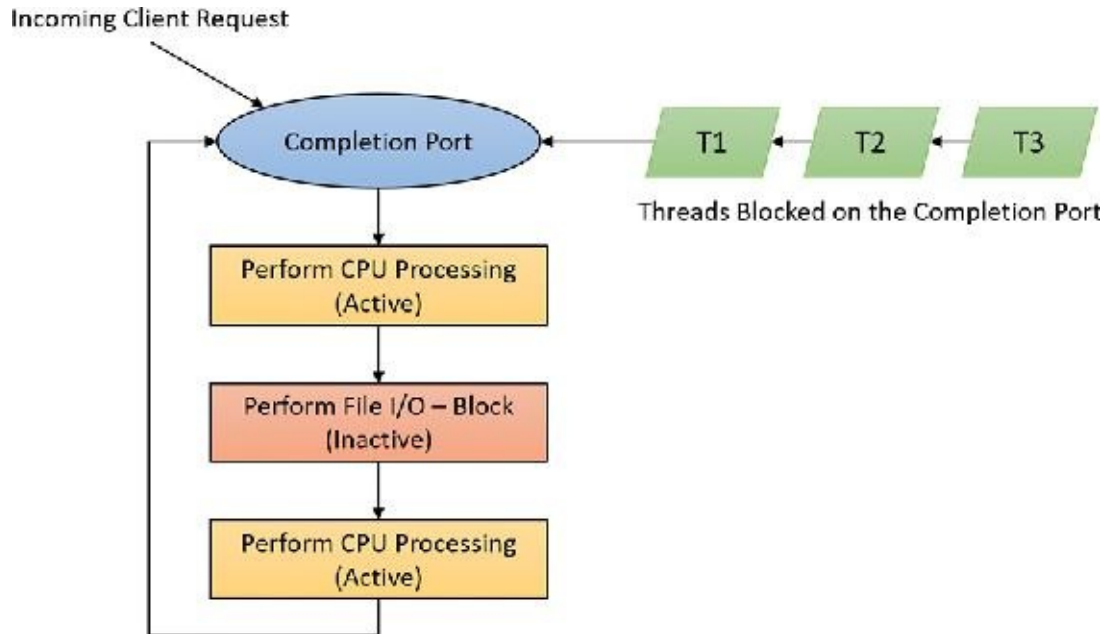 Incoming Client Request
Completion Port
T1
T2
T3
Threads Blocked on the Completion Port
Perform CPU Processing
(Active)
Perform File I/O – Block
(Inactive)
Perform CPU Processing
(Active)